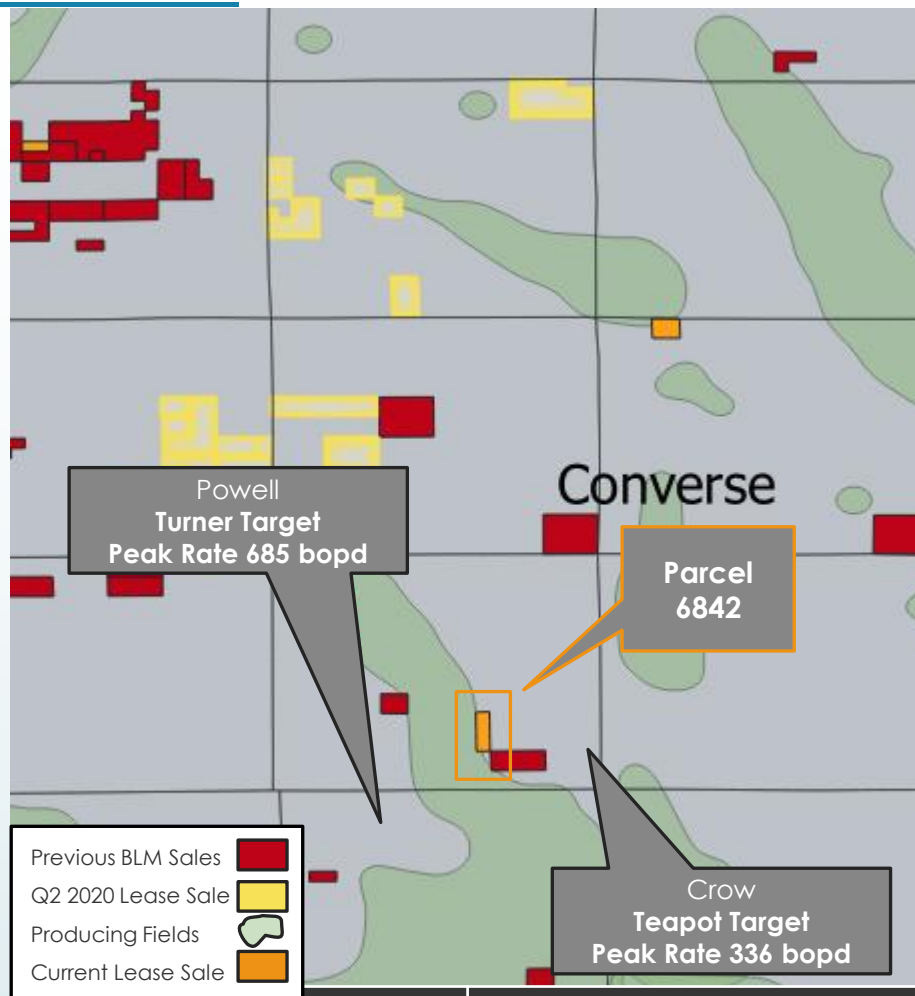 Converse
Powell
Turner Target
Peak Rate 685 bopd
Parcel
6842
Crow
Teapot Target
Peak Rate 336 bopd
Previous BLM Sales
Q2 2020 Lease Sale
Producing Fields
Current Lease Sale